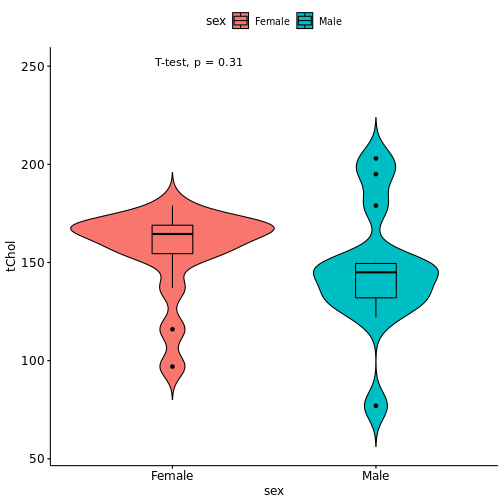 sex Female Male
T-test, p = 0.31
250
200
150
100
50
tChol
Female Male
sex